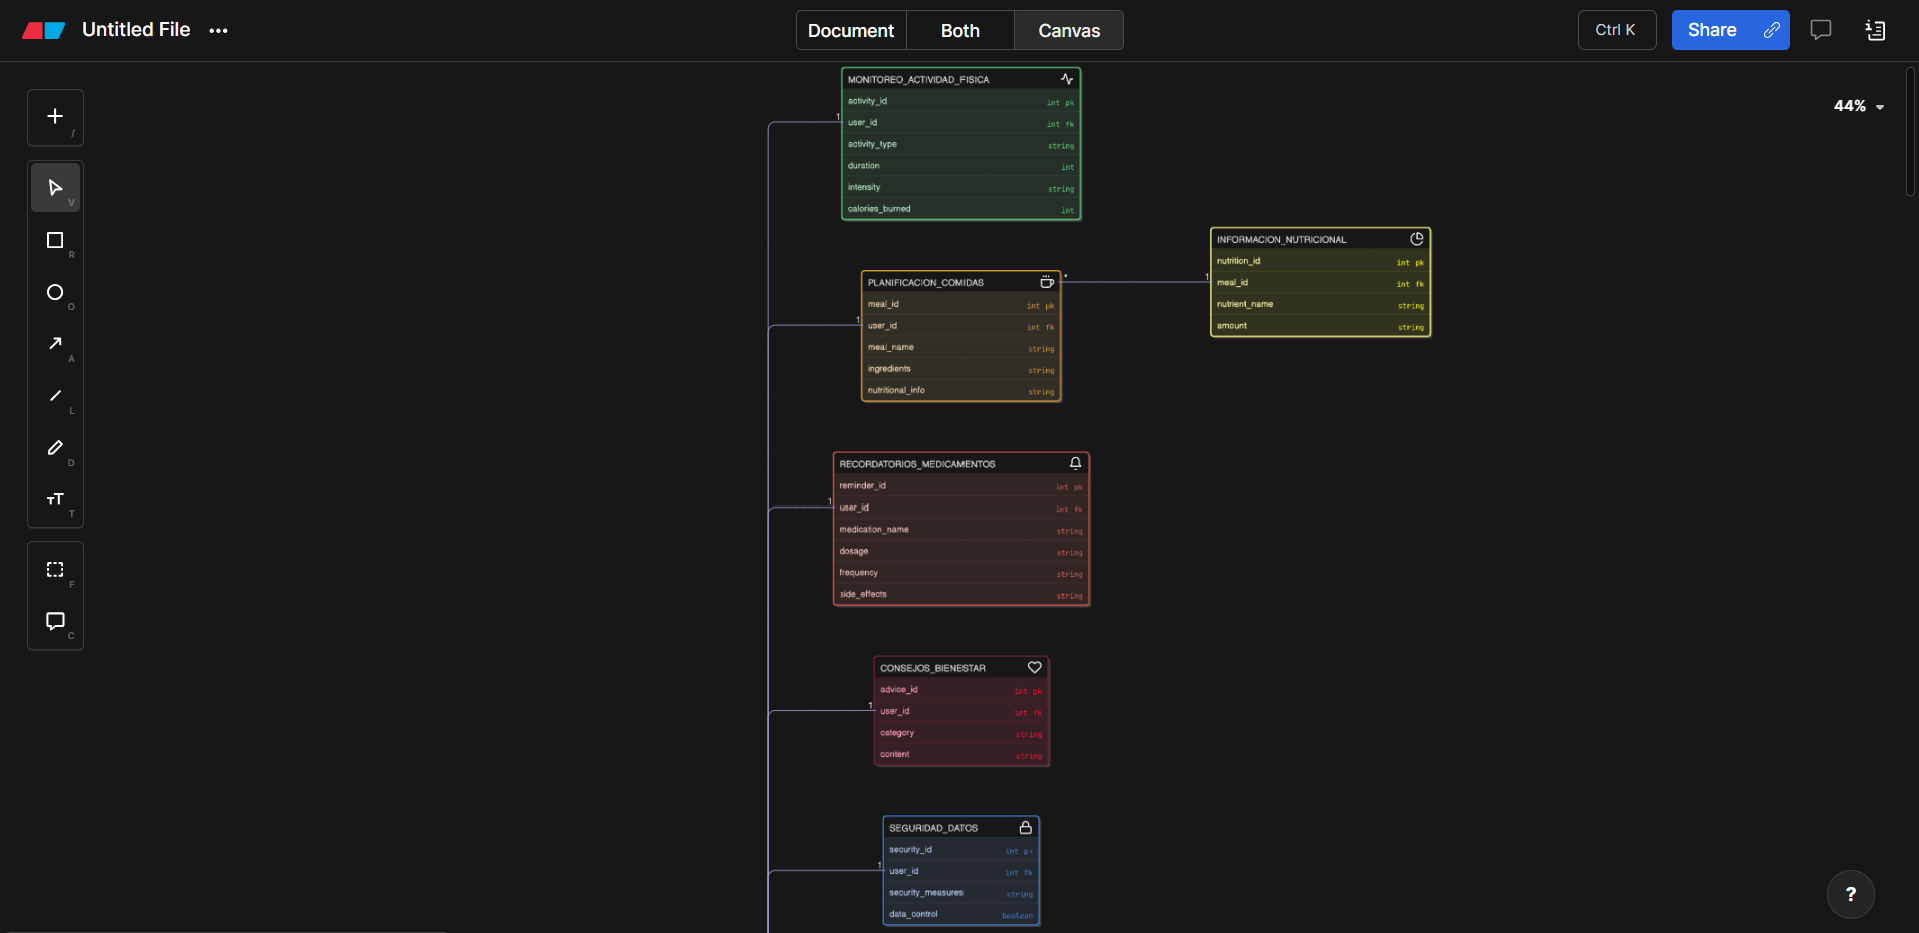 Untitled File
Document
Both
Canvas
Ctrl K
Share
44%
/
V
R
O
A
L
D
T
F
C
MONITOREO_ACTIVIDAD_FISICA
activity_id int pk
1
user_id int fk
activity_type string
duration int
intensity string
calories_burned int
INFORMACION_NUTRICIONAL
nutrition_id int pk
1
meal_id int fk
nutrient_name string
amount string
PLANIFICACION_COMIDAS
*
meal_id int pk
1
user_id int fk
meal_name string
ingredients string
nutritional_info string
RECORDATORIOS_MEDICAMENTOS
reminder_id int pk
1
user_id int fk
medication_name string
dosage string
frequency string
side_effects string
CONSEJOS_BIENESTAR
advice_id int pk
1
user_id int fk
category string
content string
SEGURIDAD_DATOS
security_id int pk
1
user_id int fk
security_measures string
data_control boolean
?